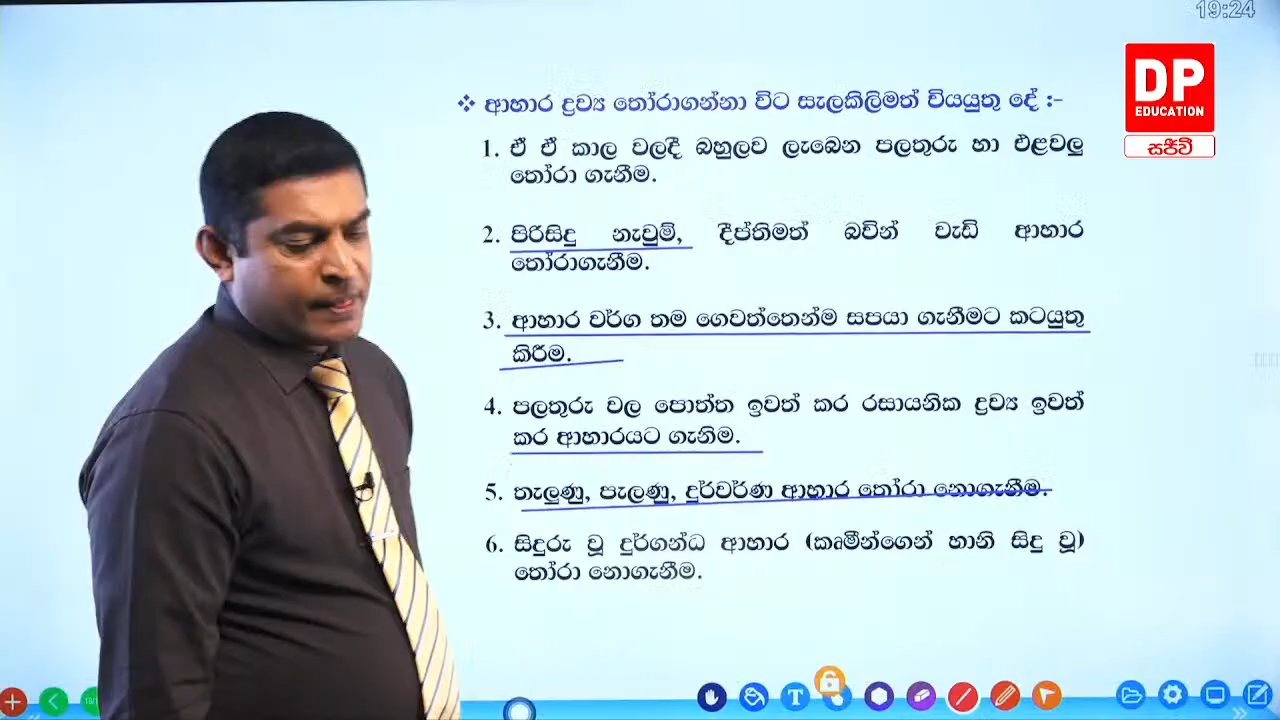 19:24
DP
EDUCATION
සජීවී
❖ ආහාර ද්‍රව්‍ය තෝරාගන්නා විට සැලකිලිමත් වියයුතු දේ :-
1. ඒ ඒ කාල වලදී බහුලව ලැබෙන පලතුරු හා එළවලු
තෝරා ගැනීම.
2. පිරිසිදු නැවුම්, දීප්තිමත් බවින් වැඩි ආහාර
තෝරාගැනීම.
3. ආහාර වර්ග තම ගෙවත්තෙන්ම සපයා ගැනීමට කටයුතු
කිරීම.
4. පලතුරු වල පොත්ත ඉවත් කර රසායනික ද්‍රව්‍ය ඉවත්
කර ආහාරයට ගැනිම.
5. තැලුණු, පැලණු, දුර්වර්ණ ආහාර තෝරා නොගැනීම.
6. සිදුරු වූ දුර්ගන්ධ ආහාර (කෘමීන්ගෙන් හානි සිදු වූ)
තෝරා නොගැනීම.